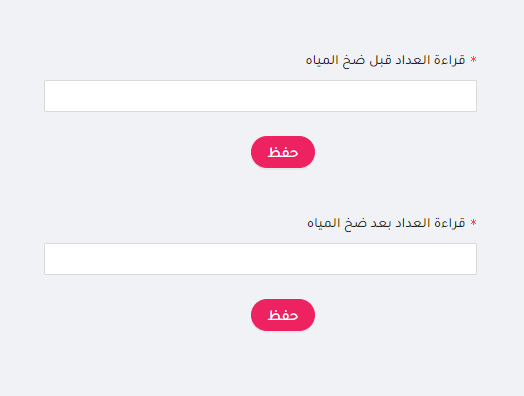 * قراءة العداد قبل ضخ المياه
حفظ
* قراءة العداد بعد ضخ المياه
حفظ